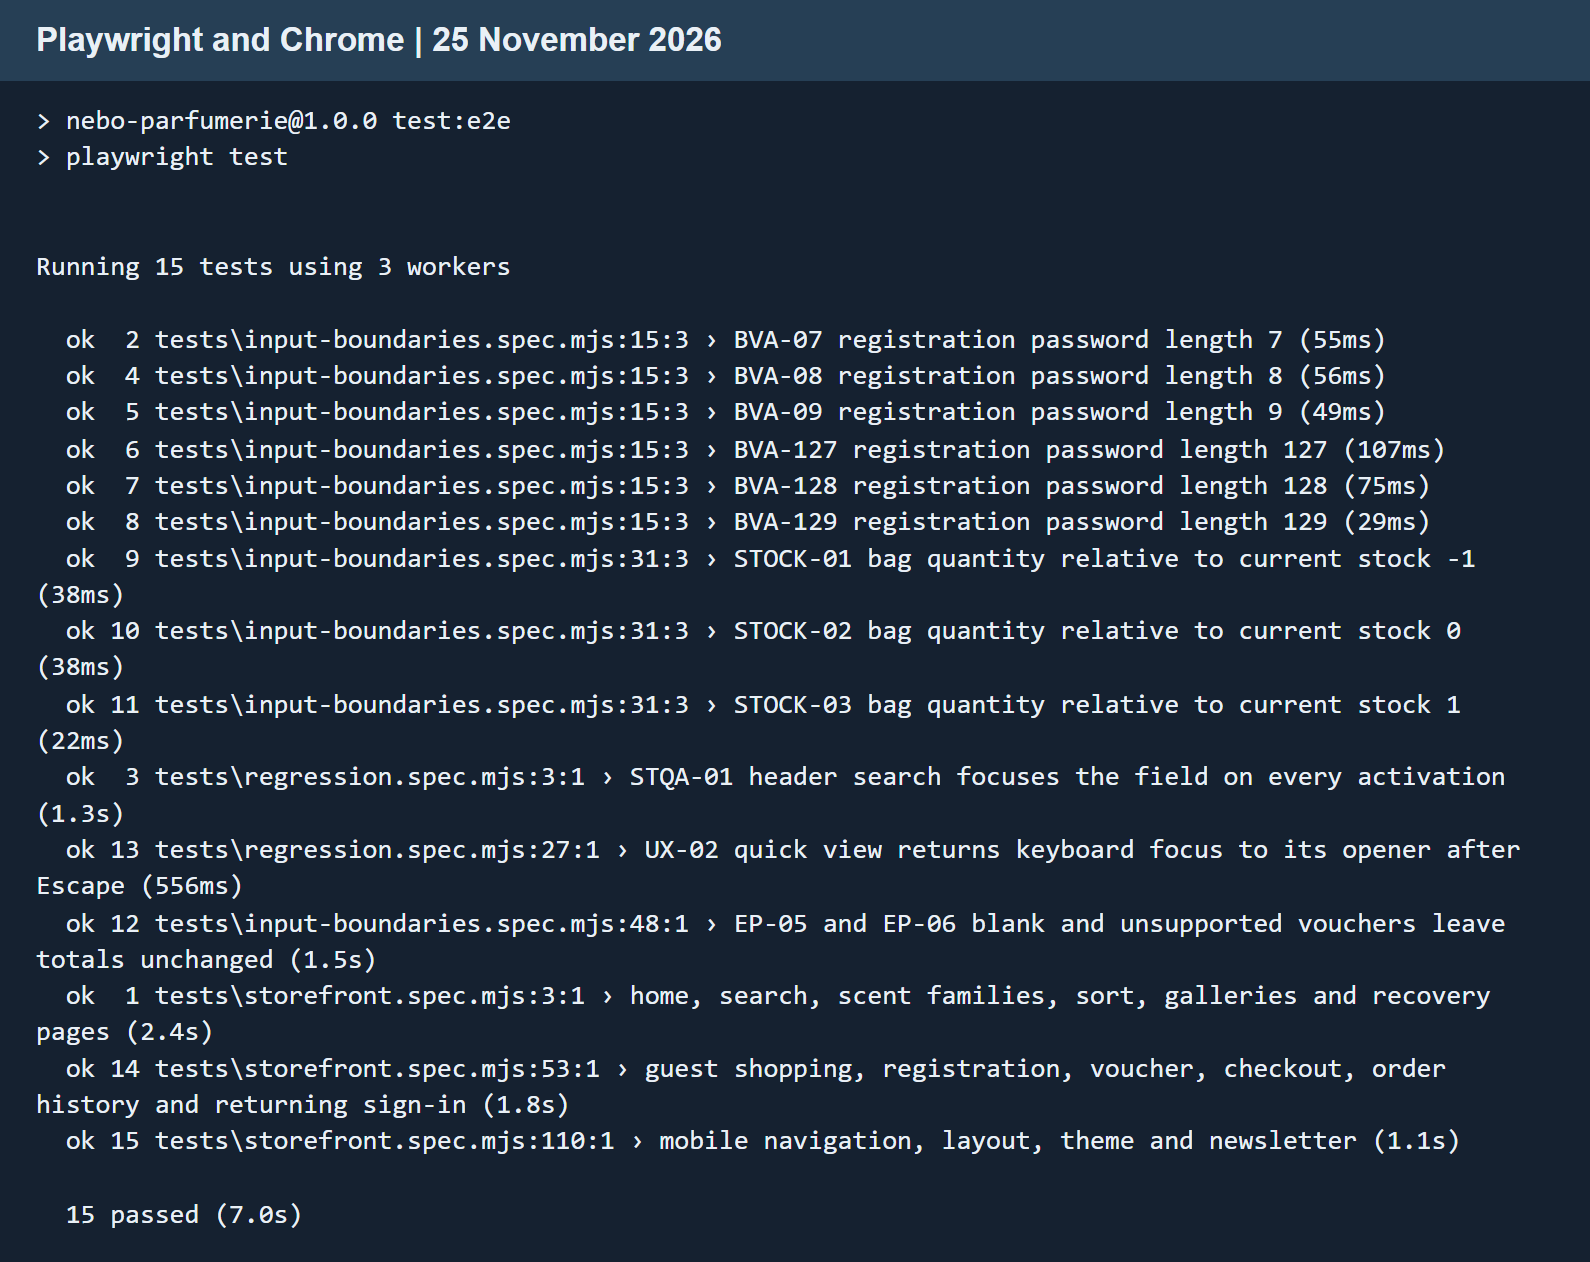 Playwright and Chrome | 25 November 2026
> nebo-parfumerie@1.0.0 test:e2e
> playwright test
Running 15 tests using 3 workers
ok 2 tests\input-boundaries.spec.mjs:15:3 › BVA-07 registration password length 7 (55ms)
ok 4 tests\input-boundaries.spec.mjs:15:3 › BVA-08 registration password length 8 (56ms)
ok 5 tests\input-boundaries.spec.mjs:15:3 › BVA-09 registration password length 9 (49ms)
ok 6 tests\input-boundaries.spec.mjs:15:3 › BVA-127 registration password length 127 (107ms)
ok 7 tests\input-boundaries.spec.mjs:15:3 › BVA-128 registration password length 128 (75ms)
ok 8 tests\input-boundaries.spec.mjs:15:3 › BVA-129 registration password length 129 (29ms)
ok 9 tests\input-boundaries.spec.mjs:31:3 › STOCK-01 bag quantity relative to current stock -1
(38ms)
ok 10 tests\input-boundaries.spec.mjs:31:3 › STOCK-02 bag quantity relative to current stock 0
(38ms)
ok 11 tests\input-boundaries.spec.mjs:31:3 › STOCK-03 bag quantity relative to current stock 1
(22ms)
ok 3 tests\regression.spec.mjs:3:1 › STQA-01 header search focuses the field on every activation
(1.3s)
ok 13 tests\regression.spec.mjs:27:1 › UX-02 quick view returns keyboard focus to its opener after
Escape (556ms)
ok 12 tests\input-boundaries.spec.mjs:48:1 › EP-05 and EP-06 blank and unsupported vouchers leave
totals unchanged (1.5s)
ok 1 tests\storefront.spec.mjs:3:1 › home, search, scent families, sort, galleries and recovery
pages (2.4s)
ok 14 tests\storefront.spec.mjs:53:1 › guest shopping, registration, voucher, checkout, order
history and returning sign-in (1.8s)
ok 15 tests\storefront.spec.mjs:110:1 › mobile navigation, layout, theme and newsletter (1.1s)
15 passed (7.0s)